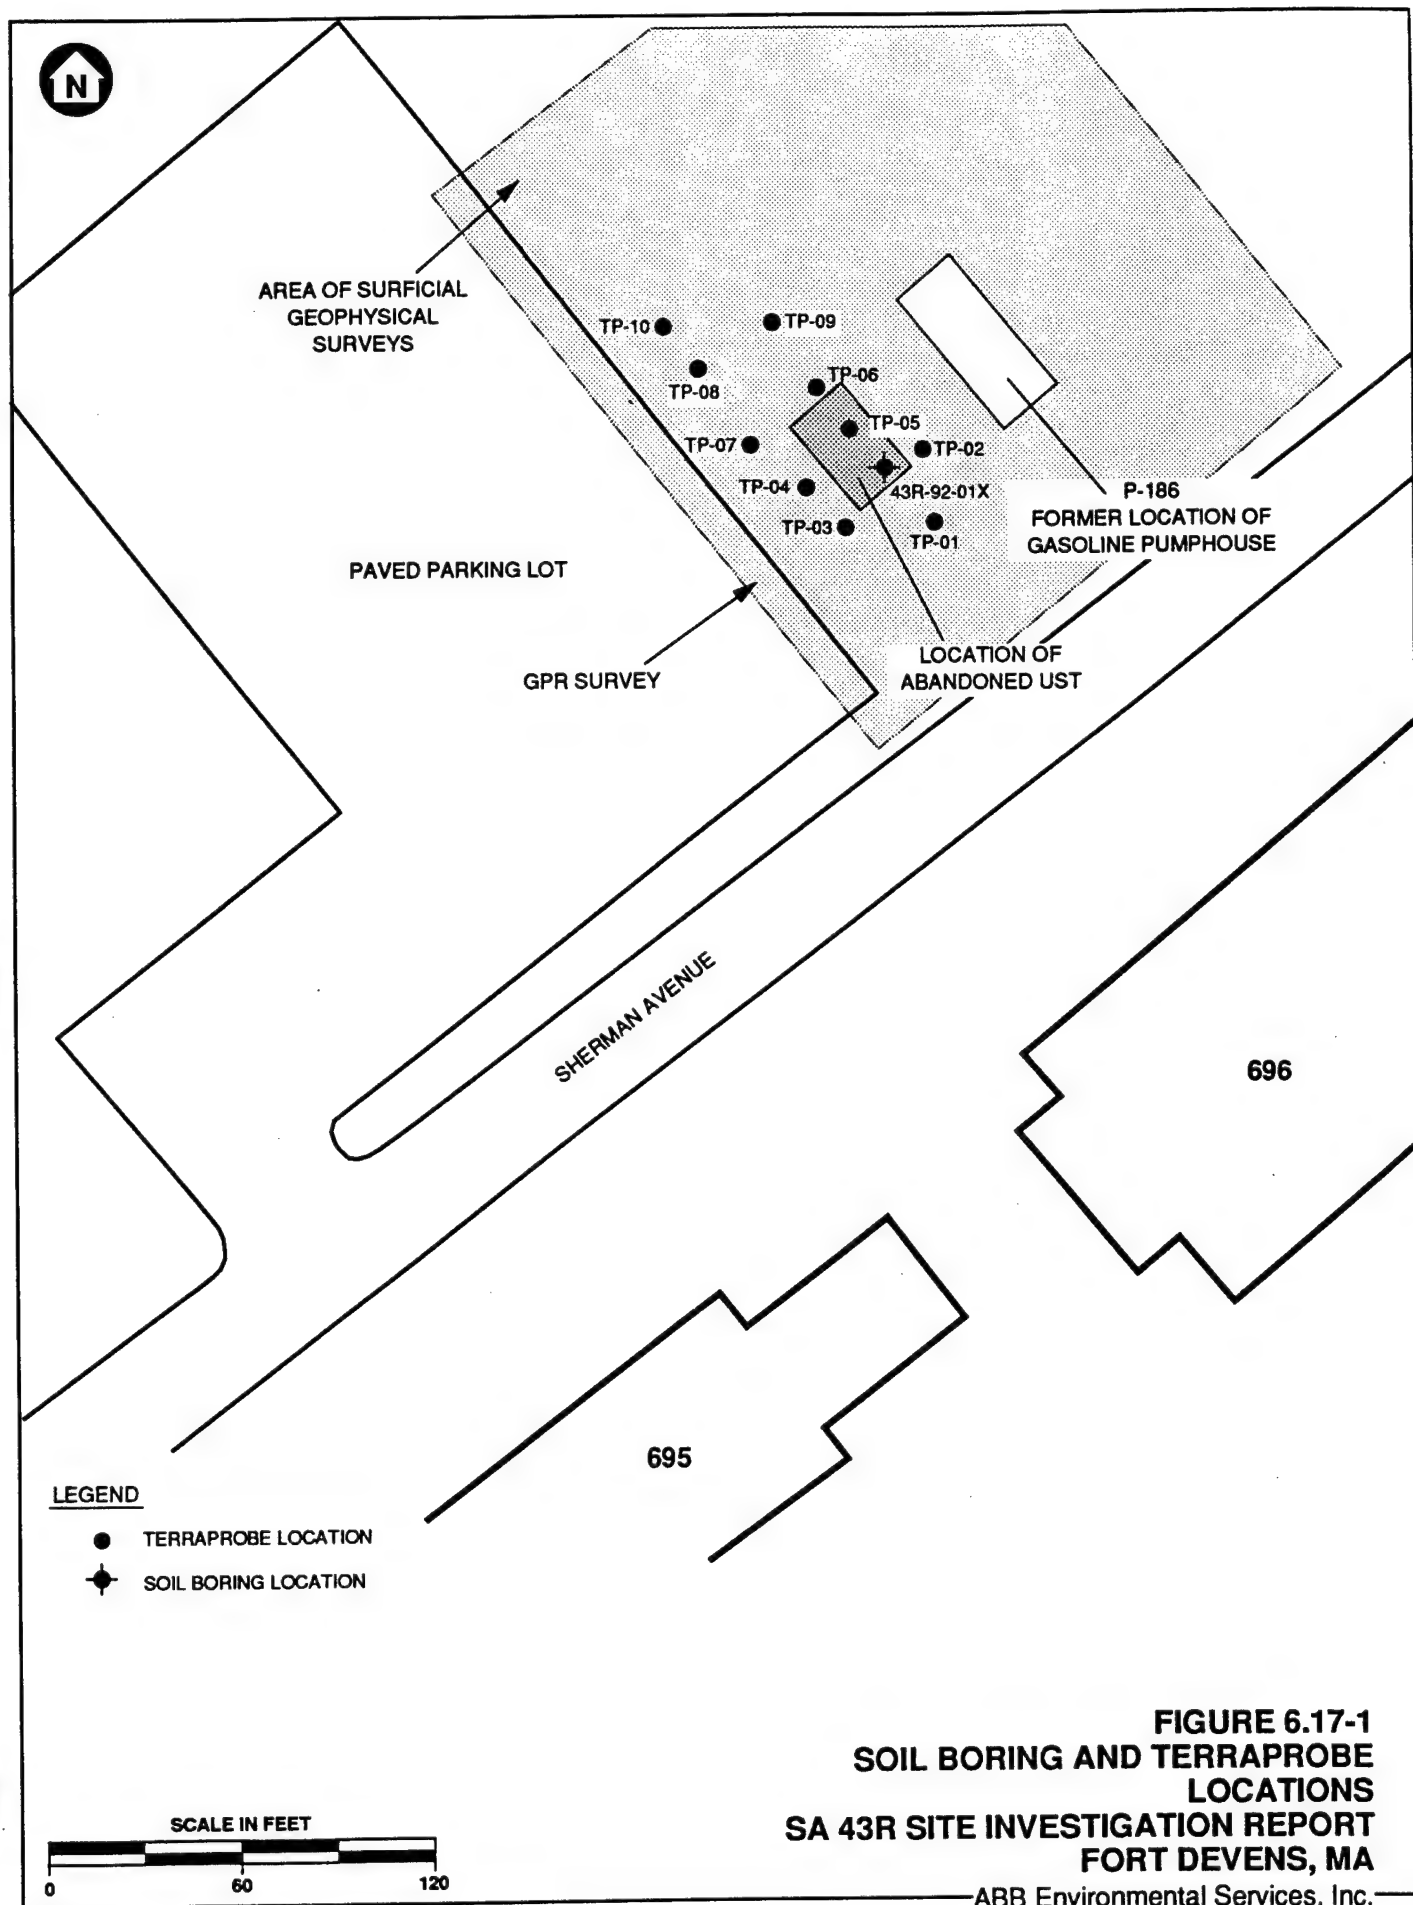 N
AREA OF SURFICIAL
GEOPHYSICAL
SURVEYS
TP-10
TP-09
TP-08
TP-06
TP-05
TP-07
TP-02
TP-04
43R-92-01X
TP-03
TP-01
P-186
FORMER LOCATION OF
GASOLINE PUMPHOUSE
PAVED PARKING LOT
GPR SURVEY
LOCATION OF
ABANDONED UST
SHERMAN AVENUE
696
695
LEGEND
TERRAPROBE LOCATION
SOIL BORING LOCATION
FIGURE 6.17-1
SOIL BORING AND TERRAPROBE
LOCATIONS
SA 43R SITE INVESTIGATION REPORT
FORT DEVENS, MA
ABB Environmental Services, Inc.
SCALE IN FEET
0 60 120